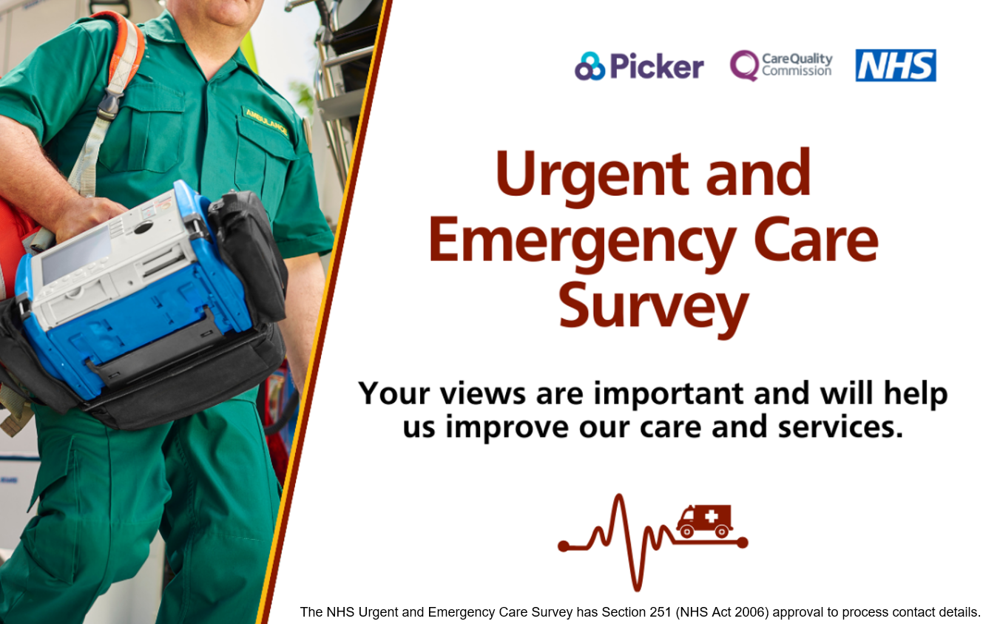 Picker
CareQuality
Commission
NHS
AMBULANCE
Urgent and
Emergency Care
Survey
Your views are important and will help
us improve our care and services.
The NHS Urgent and Emergency Care Survey has Section 251 (NHS Act 2006) approval to process contact details.